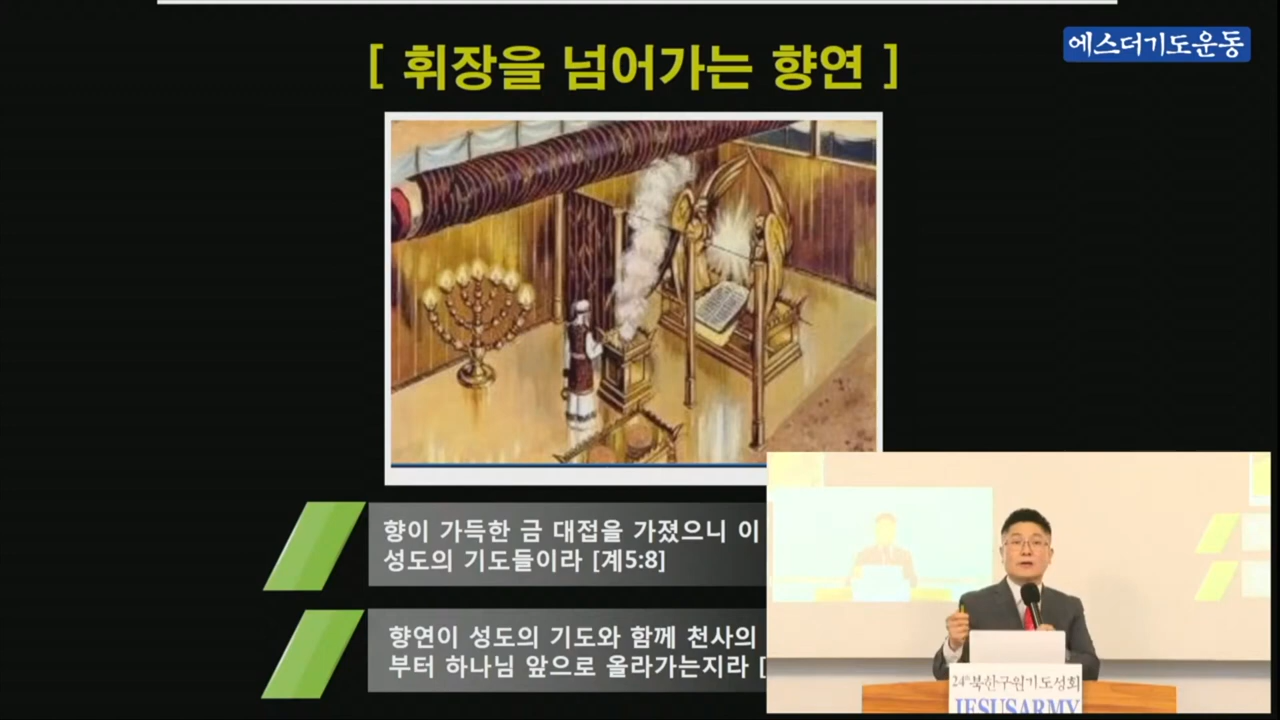 에스더기도운동
[ 휘장을 넘어가는 향연 ]
향이 가득한 금 대접을 가졌으니 이
성도의 기도들이라 [계5:8]
향연이 성도의 기도와 함께 천사의
부터 하나님 앞으로 올라가는지라 [
24th북한구원기도성회
JESUSARMY